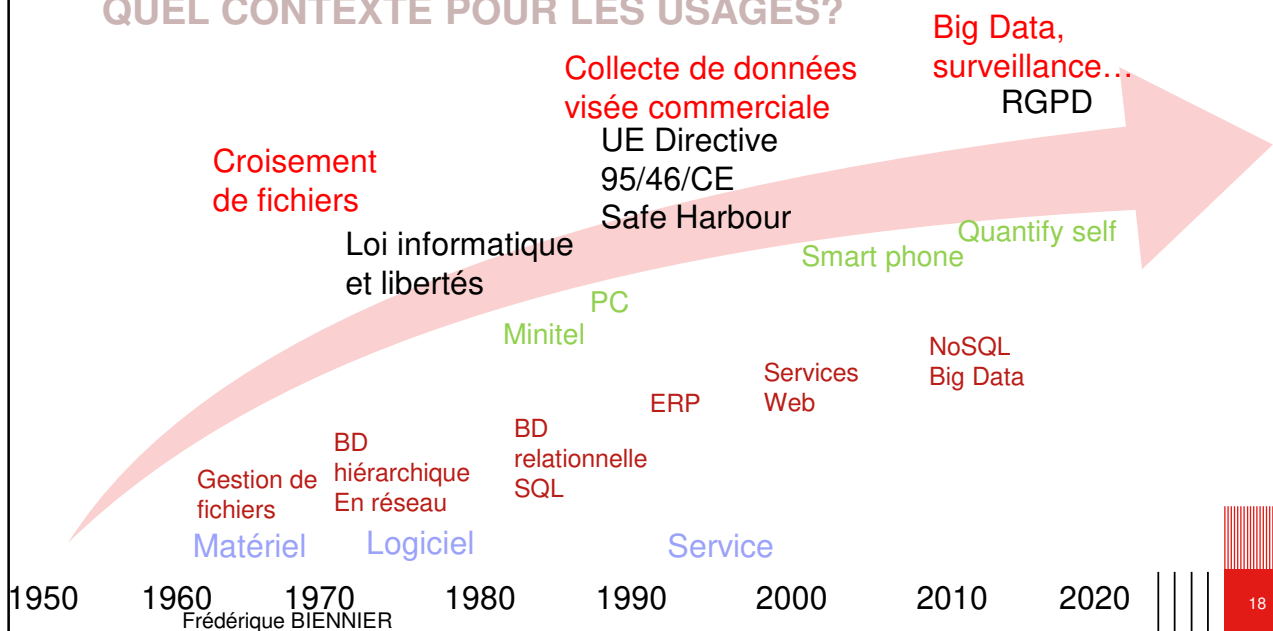 QUEL CONTEXTE POUR LES USAGES?
Big Data,
surveillance…
RGPD
Collecte de données
visée commerciale
UE Directive
95/46/CE
Safe Harbour
Croisement
de fichiers
Loi informatique
et libertés
Quantify self
Smart phone
PC
Minitel
NoSQL
Big Data
Services
Web
ERP
BD
relationnelle
SQL
BD
hiérarchique
En réseau
Gestion de
fichiers
Matériel
Logiciel
Service
1950 1960 1970 1980 1990 2000 2010 2020
Frédérique BIENNIER
18